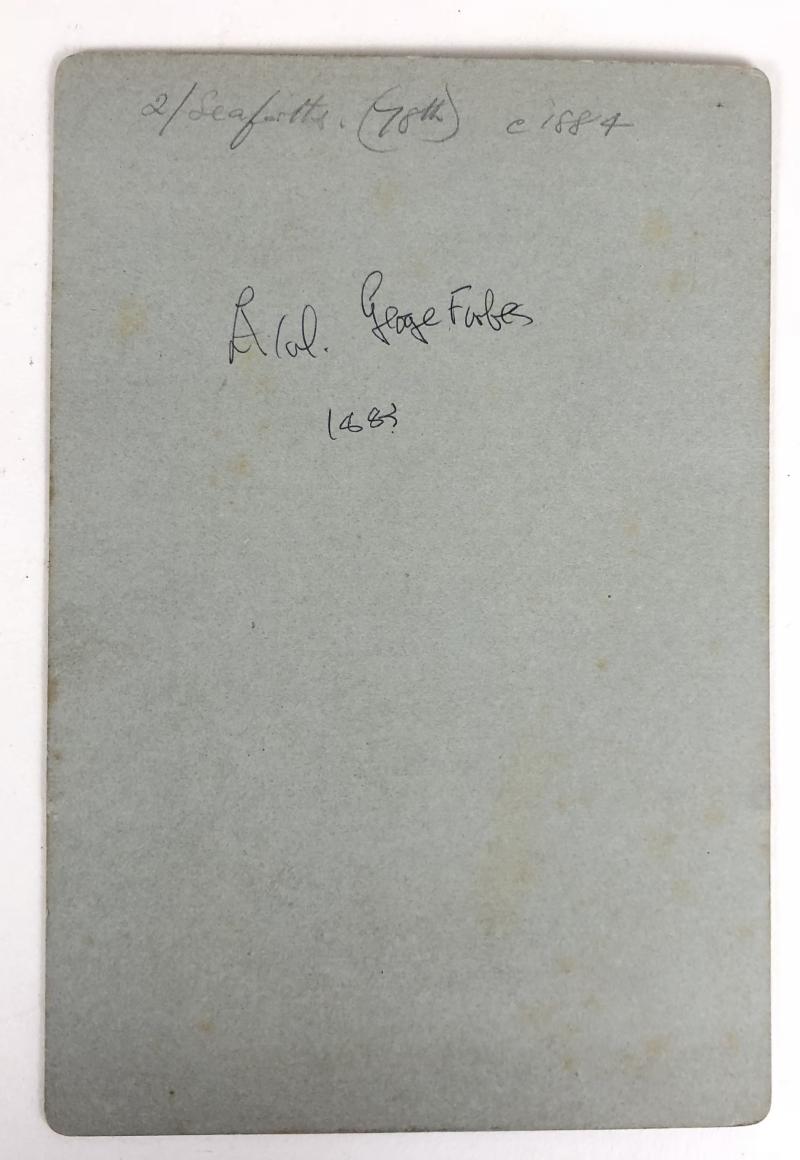 2/Seaforths. (78th) c 1884
Lt Col. George Forbes
1883